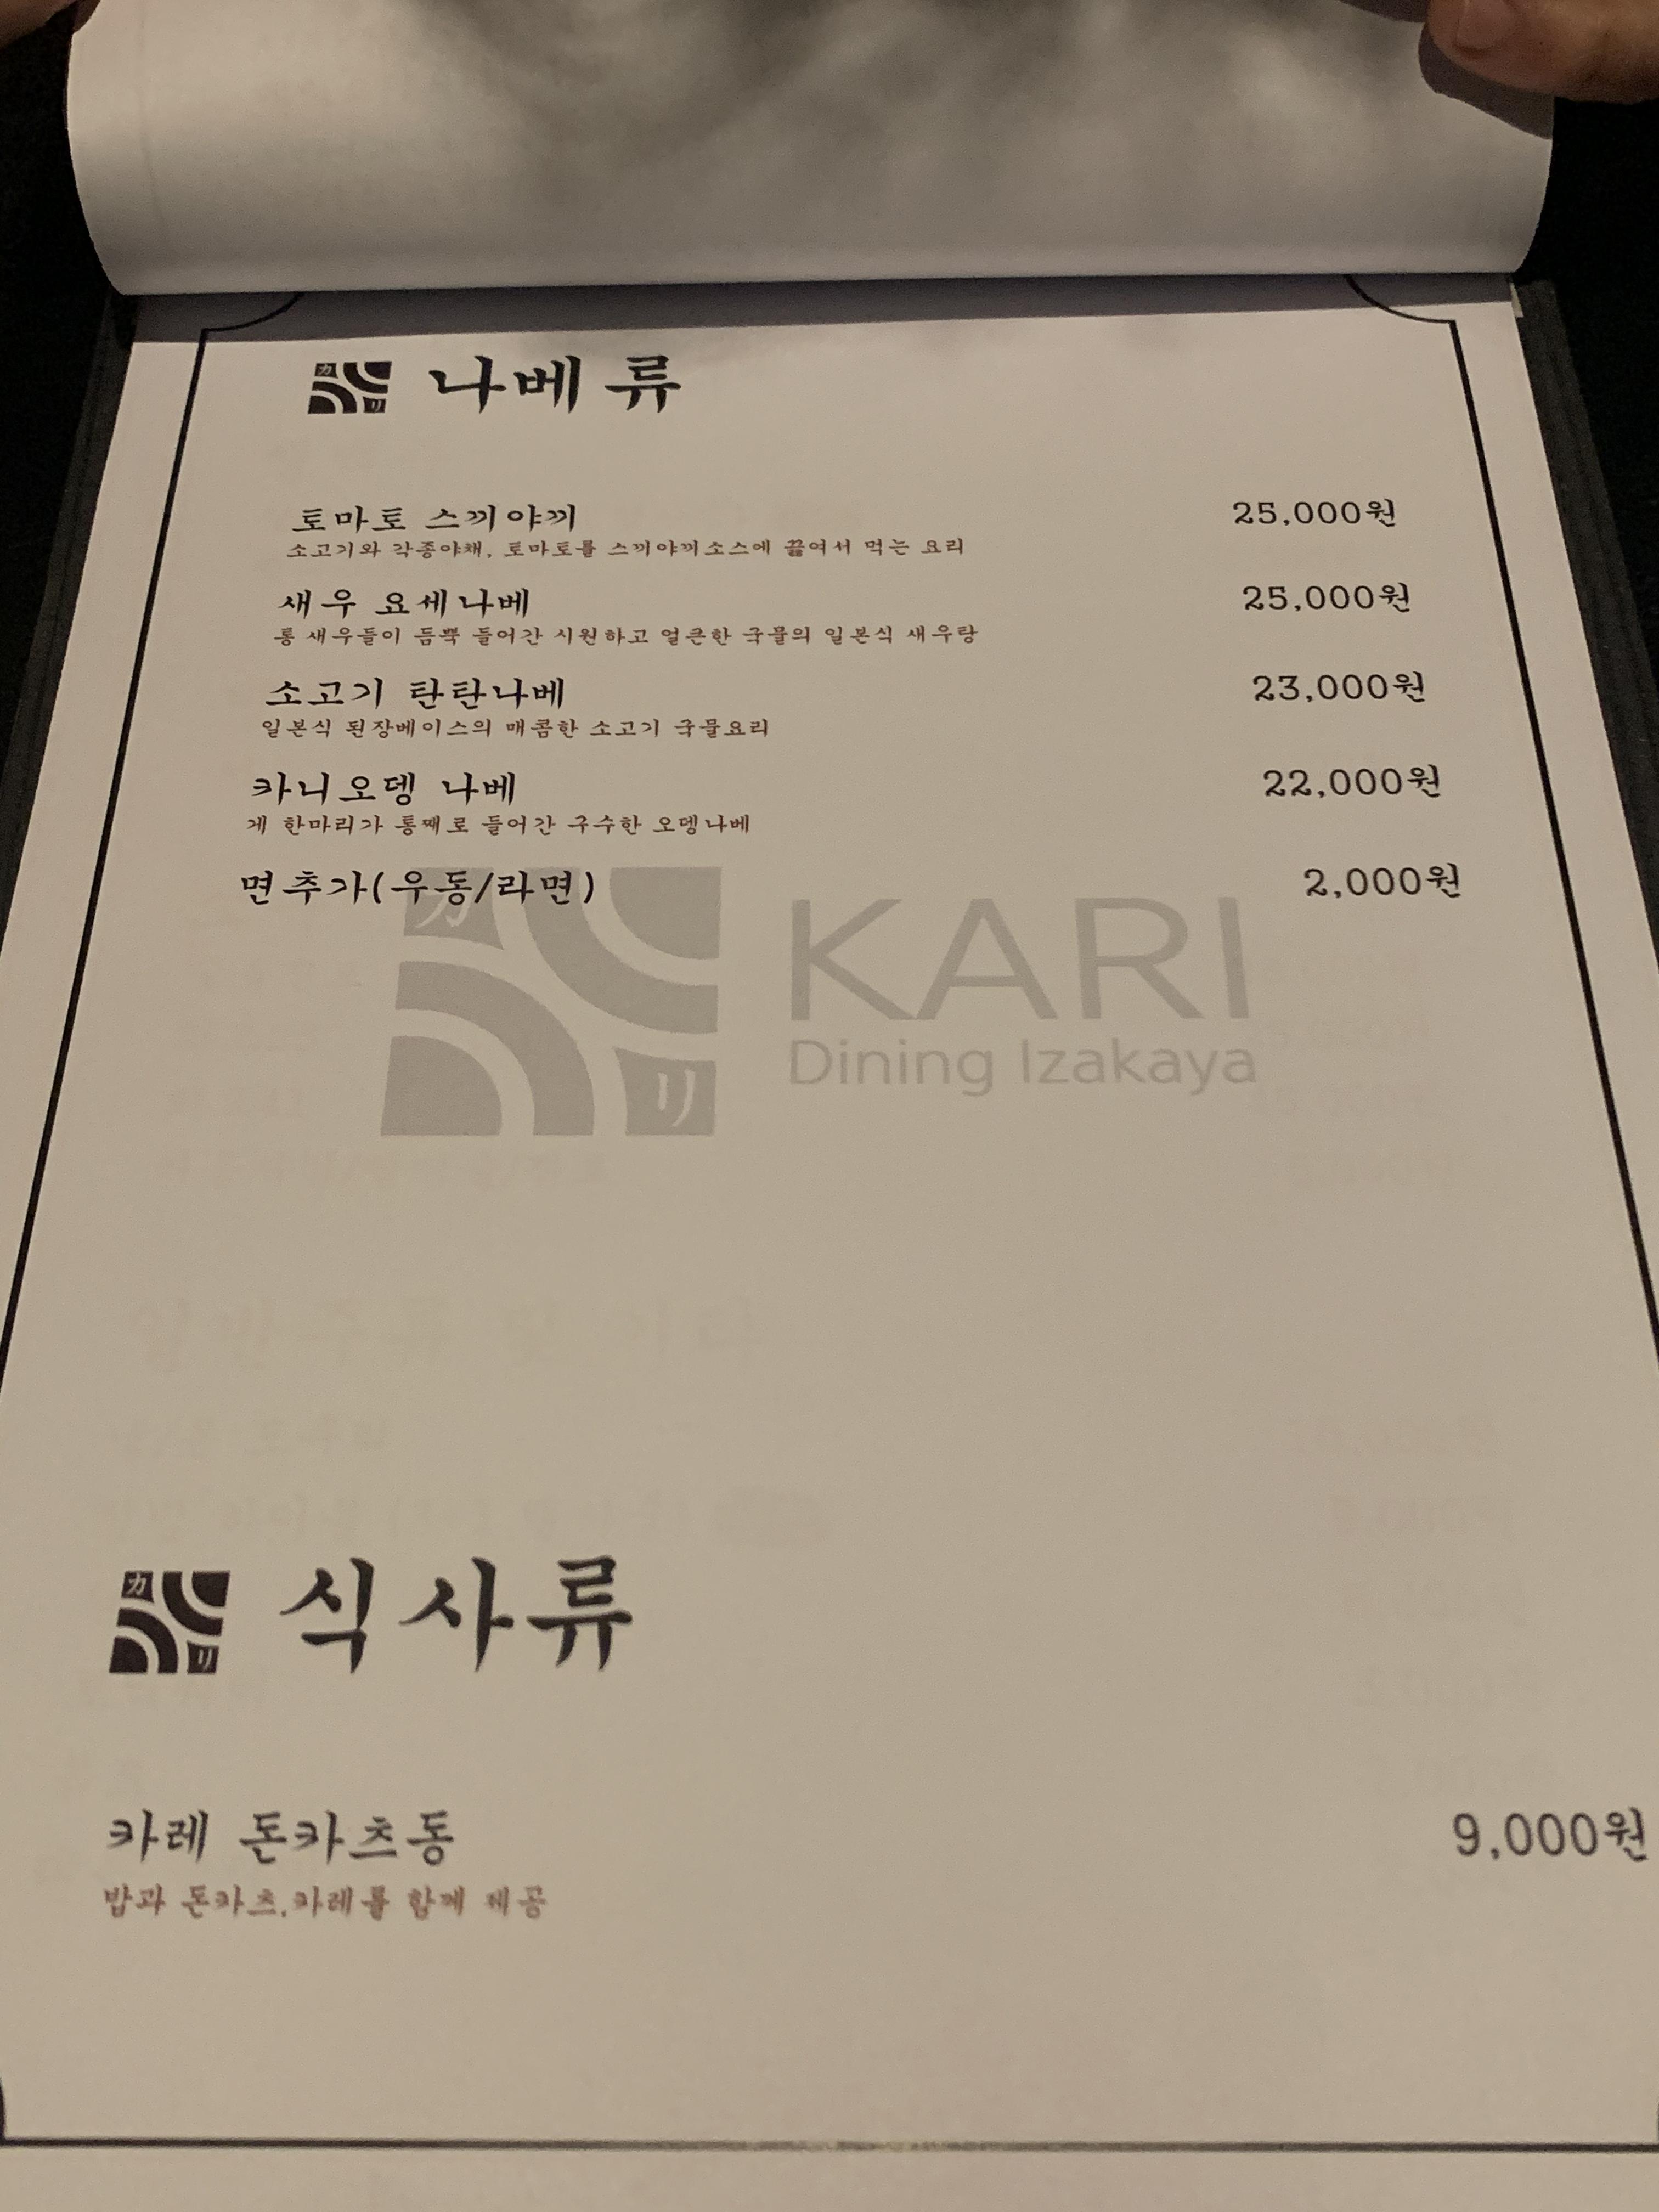 나베 류
토마토 스끼야끼 25,000원
소고기와 각종야채, 토마토를 스끼야끼소스에 끓여서 먹는 요리
새우 요세나베 25,000원
통 새우들이 듬뿍 들어간 시원하고 얼큰한 국물의 일본식 새우탕
소고기 탄탄나베 23,000원
일본식 된장베이스의 매콤한 소고기 국물요리
카니오뎅 나베 22,000원
게 한마리가 통째로 들어간 구수한 오뎅나베
면추가(우동/라면) 2,000원
カ
リ
KARI
Dining Izakaya
식사류
카레 돈카츠동 9,000원
밥과 돈카츠,카레를 함께 제공